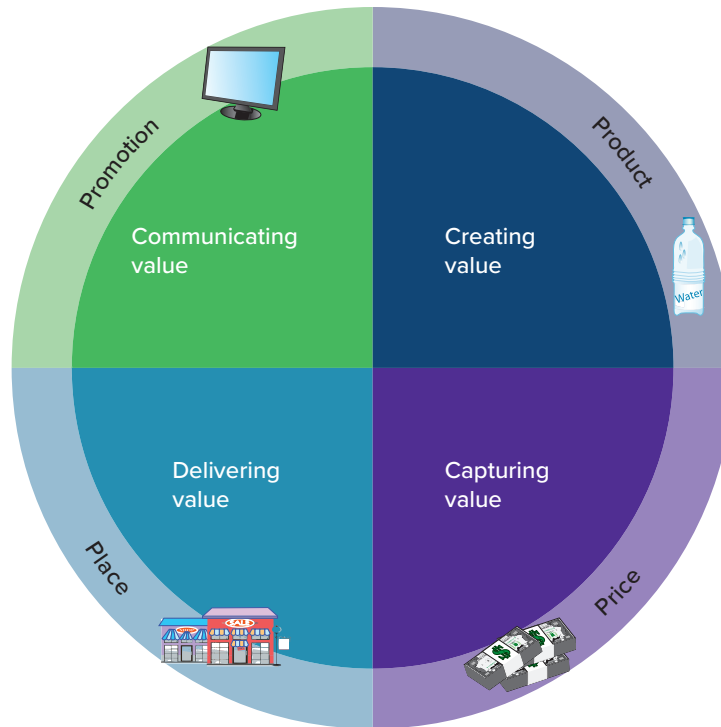 Promotion
Product
Communicating
value
Creating
value
Water
Delivering
value
Capturing
value
Place
Price
SALE
$
$